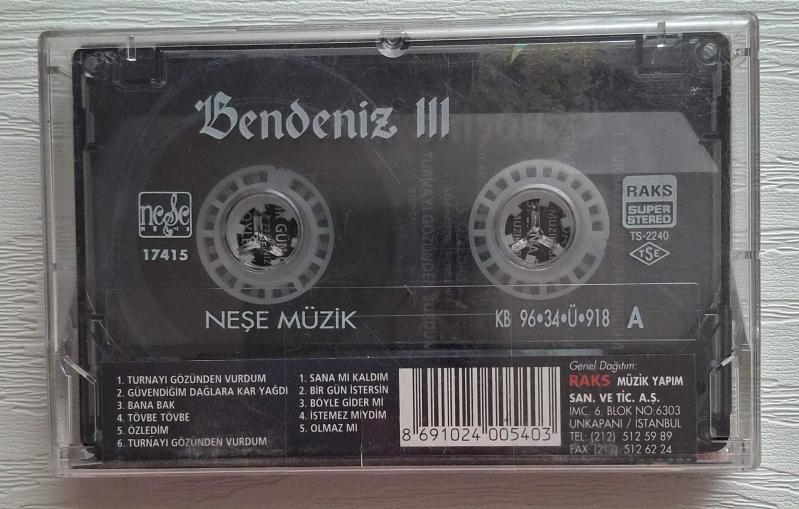 Bendeniz III
neşe
MÜZİK
17415
RAKS
SUPER
STEREO
TS-2240
TSE
NEŞE MÜZİK
KB 96•34•Ü•918 A
1. TURNAYI GÖZÜNDEN VURDUM
2. GÜVENDİĞİM DAĞLARA KAR YAĞDI
3. BANA BAK
4. TÖVBE TÖVBE
5. ÖZLEDİM
6. TURNAYI GÖZÜNDEN VURDUM
1. SANA MI KALDIM
2. BİR GÜN İSTERSİN
3. BÖYLE GİDER Mİ
4. İSTEMEZ MİYDİM
5. OLMAZ MI
8 691024 005403
Genel Dağıtım:
RAKS MÜZİK YAPIM
SAN. VE TİC. A.Ş.
IMC. 6. BLOK NO:6303
UNKAPANI / İSTANBUL
TEL: (212) 512 59 89
FAX: (212) 512 62 24